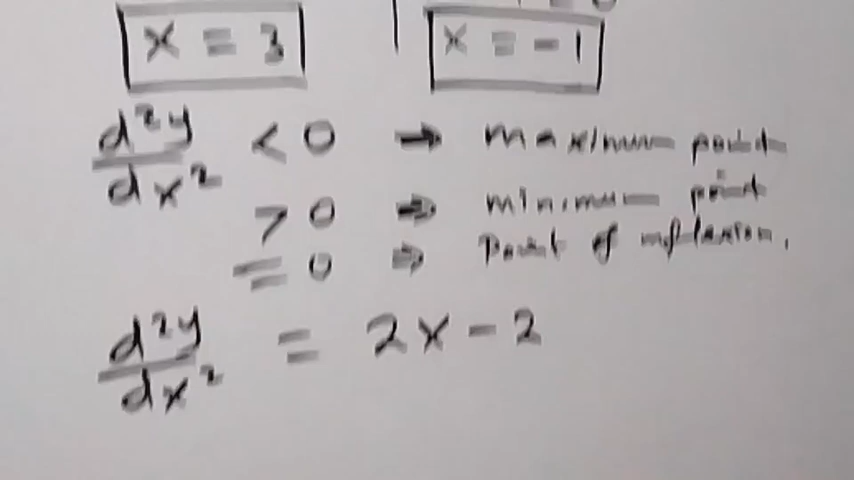 x = 3 x = -1
d²y/dx² < 0 → maximum point
> 0 ⇒ minimum point
= 0 ⇒ point of inflexion.
d²y/dx² = 2x - 2